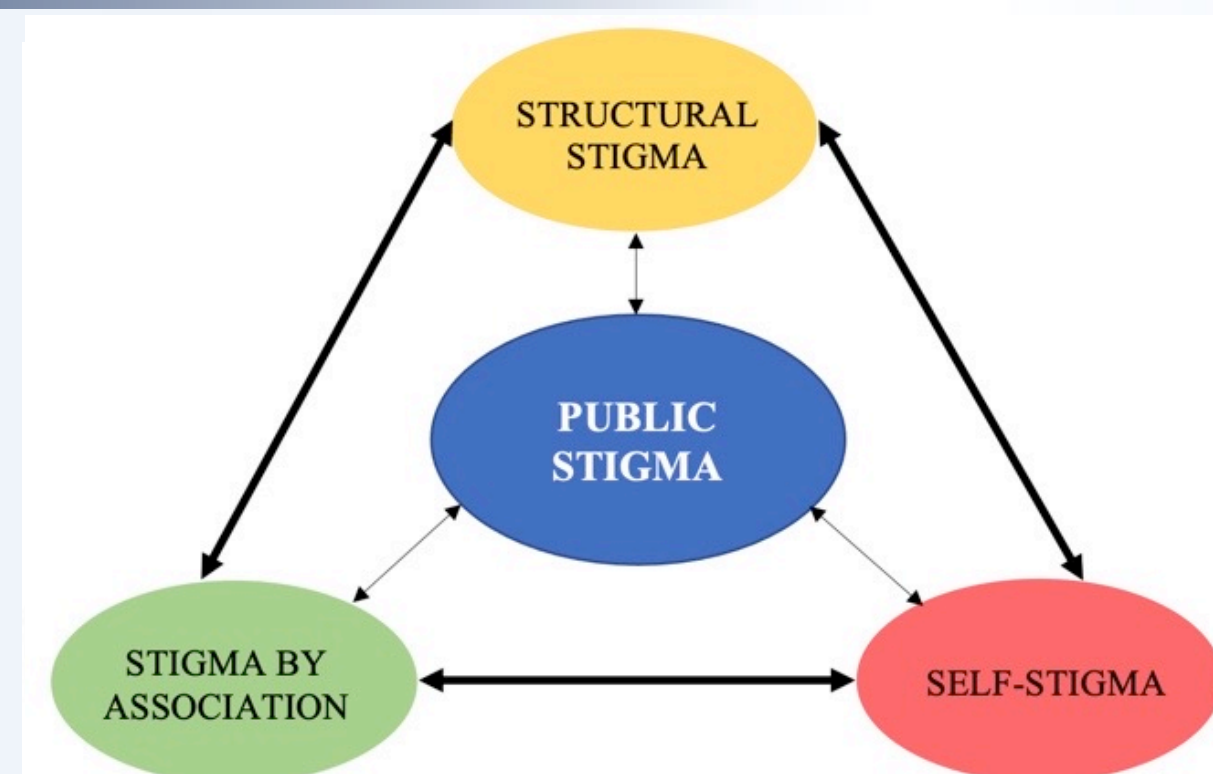 STRUCTURAL
STIGMA
PUBLIC
STIGMA
STIGMA BY
ASSOCIATION
SELF-STIGMA